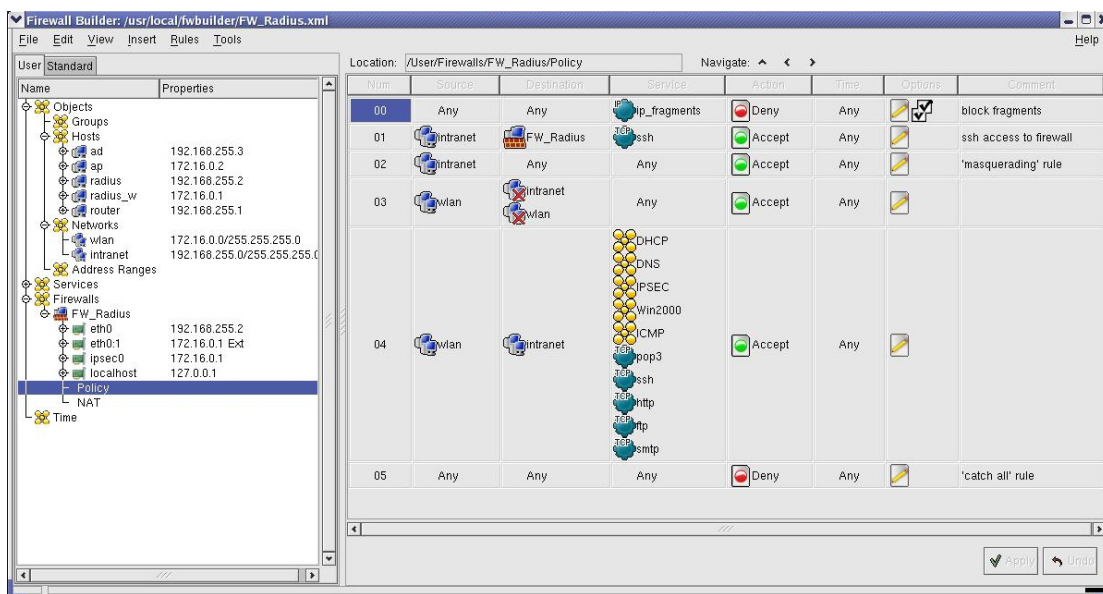 Firewall Builder: /usr/local/fwbuilder/FW_Radius.xml
File Edit View Insert Rules Tools Help
User Standard
Name Properties
Objects
Groups
Hosts
ad 192.168.255.3
ap 172.16.0.2
radius 192.168.255.2
radius_w 172.16.0.1
router 192.168.255.1
Networks
wlan 172.16.0.0/255.255.255.0
intranet 192.168.255.0/255.255.255.(
Address Ranges
Services
Firewalls
FW_Radius
eth0 192.168.255.2
eth0:1 172.16.0.1 Ext
ipsec0 172.16.0.1
localhost 127.0.0.1
Policy
NAT
Time
Location: /User/Firewalls/FW_Radius/Policy Navigate:
Num Source Destination Service Action Time Options Comment
00 Any Any IP ip_fragments Deny Any block fragments
01 intranet FW_Radius TCP ssh Accept Any ssh access to firewall
02 intranet Any Any Accept Any 'masquerading' rule
03 wlan intranet wlan Any Accept Any
04 wlan intranet DHCP Accept Any
DNS
IPSEC
Win2000
ICMP
TCP pop3
TCP ssh
TCP http
TCP ftp
TCP smtp
05 Any Any Any Deny Any 'catch all' rule
Apply Undo